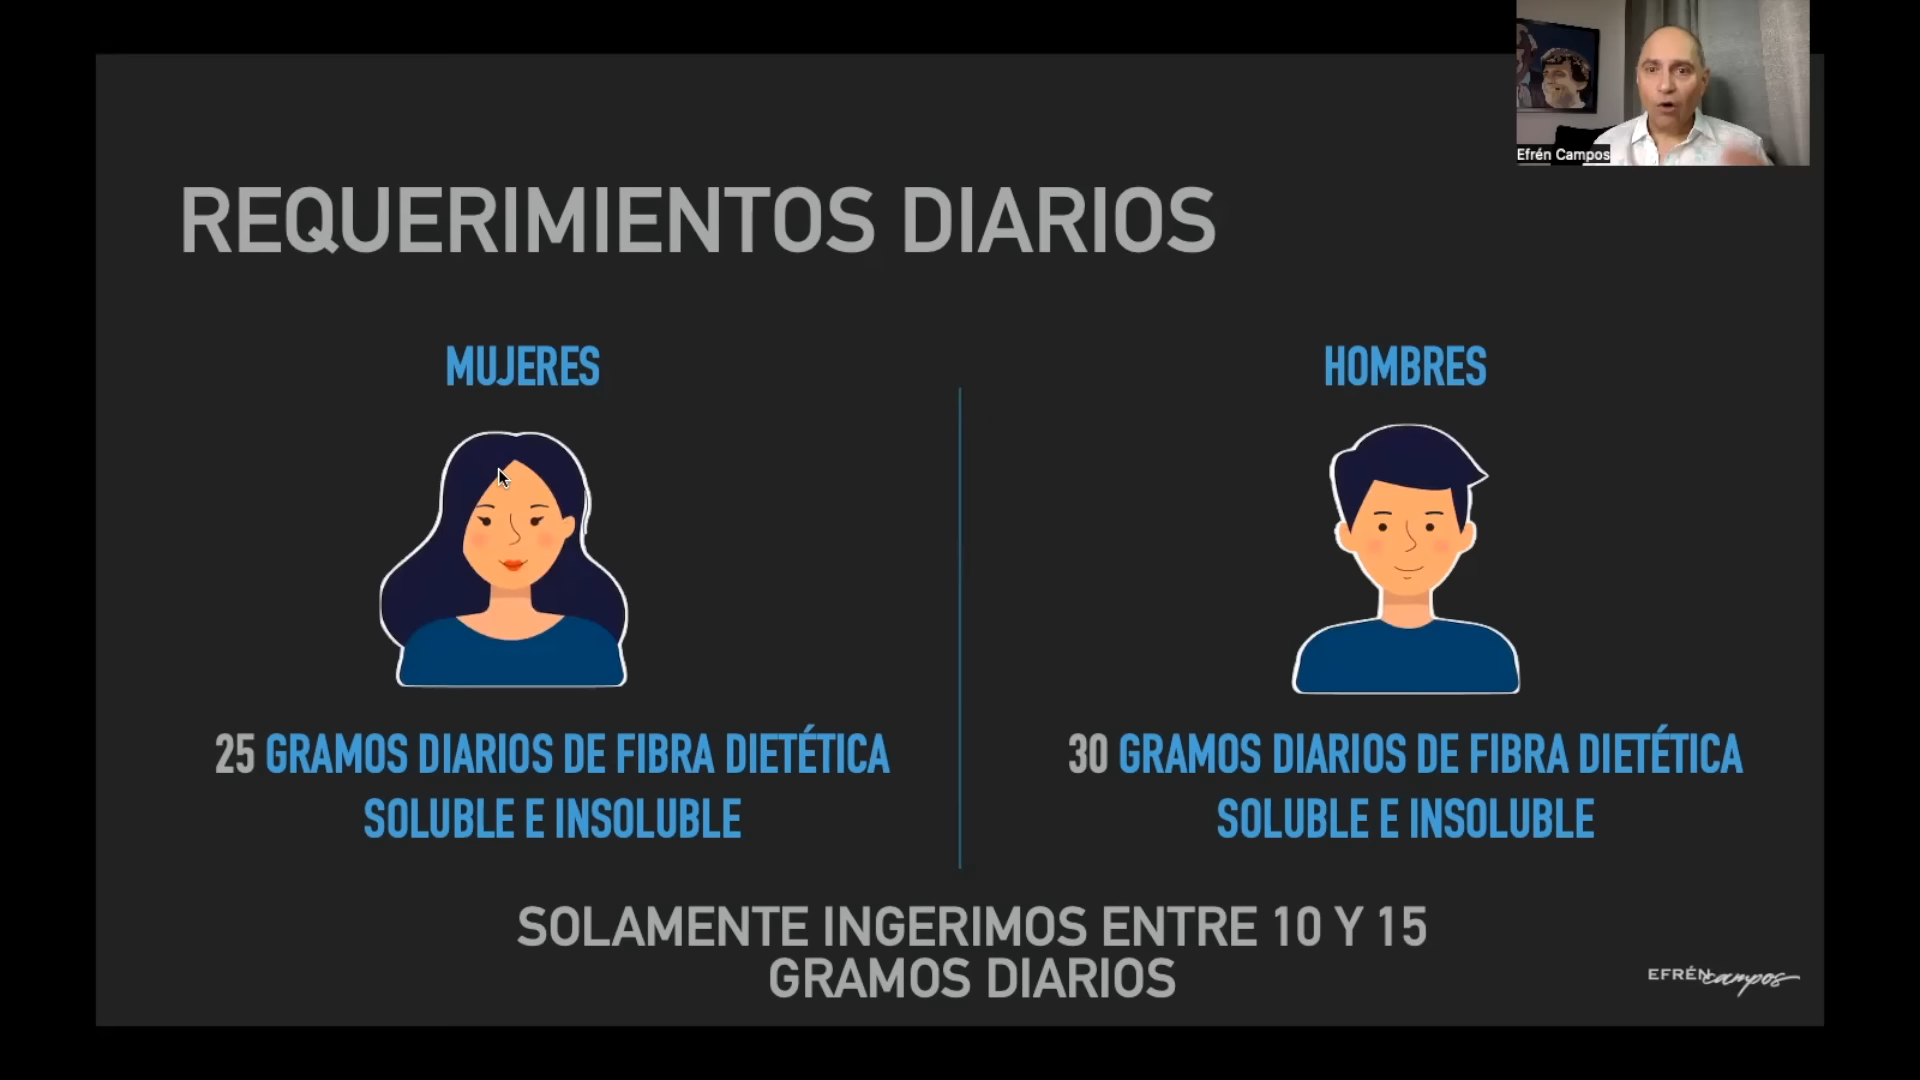 Efrén Campos
REQUERIMIENTOS DIARIOS
MUJERES
HOMBRES
25 GRAMOS DIARIOS DE FIBRA DIETÉTICA
SOLUBLE E INSOLUBLE
30 GRAMOS DIARIOS DE FIBRA DIETÉTICA
SOLUBLE E INSOLUBLE
SOLAMENTE INGERIMOS ENTRE 10 Y 15
GRAMOS DIARIOS
EFRÉN campos